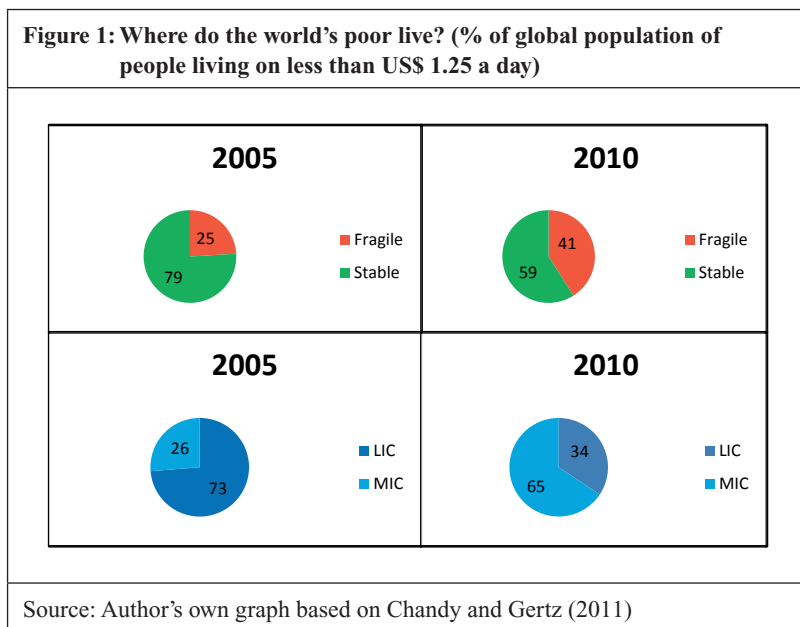 Figure 1: Where do the world's poor live? (% of global population of
people living on less than US$ 1.25 a day)
2005
25
79
Fragile
Stable
2010
41
59
Fragile
Stable
2005
26
73
LIC
MIC
2010
34
65
LIC
MIC
Source: Author's own graph based on Chandy and Gertz (2011)